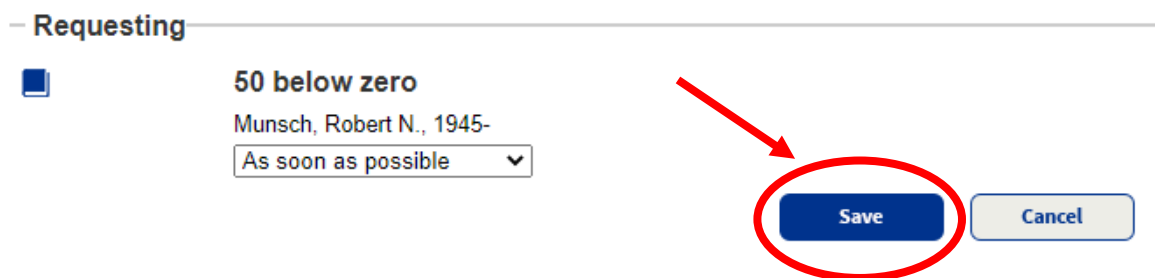 Requesting
50 below zero
Munsch, Robert N., 1945-
As soon as possible
Save Cancel